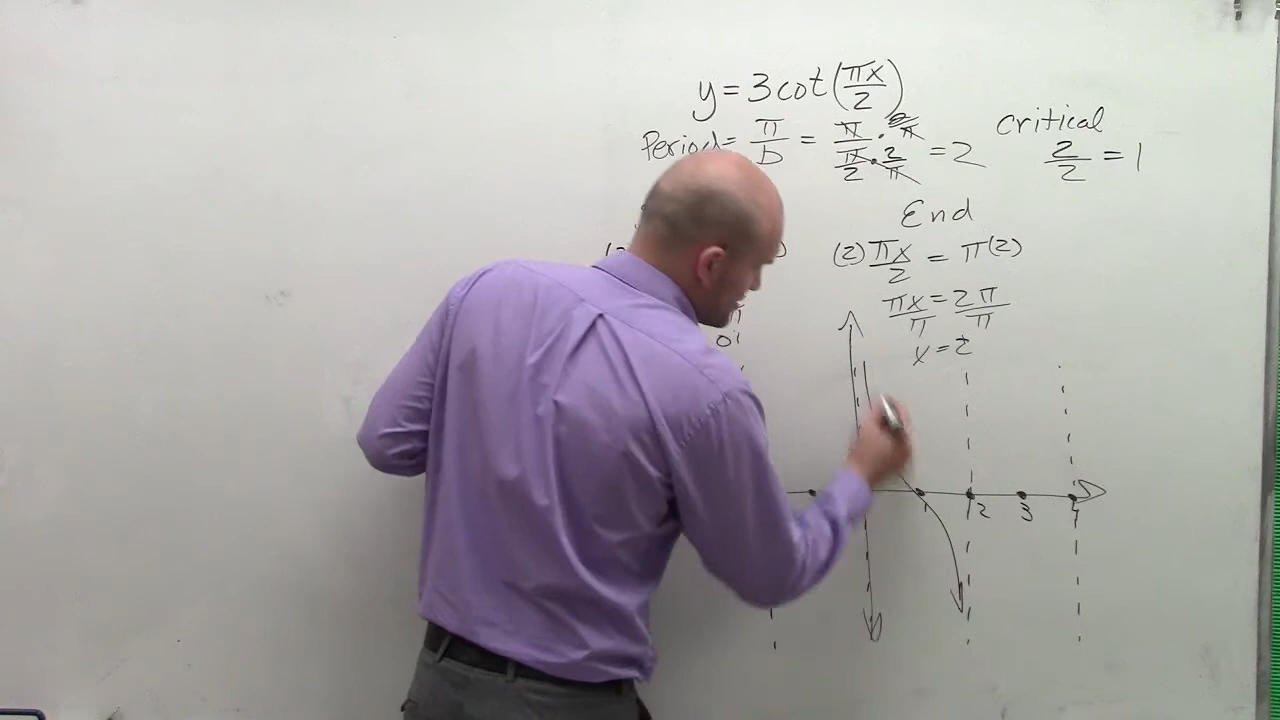 y = 3cot(πx/2)
Period = π/b = π/(π/2) · (2/π)/(2/π) = 2
critical
2/2 = 1
End
(2) πx/2 = π(2)
πx/π = 2π/π
x = 2
1 2 3 4